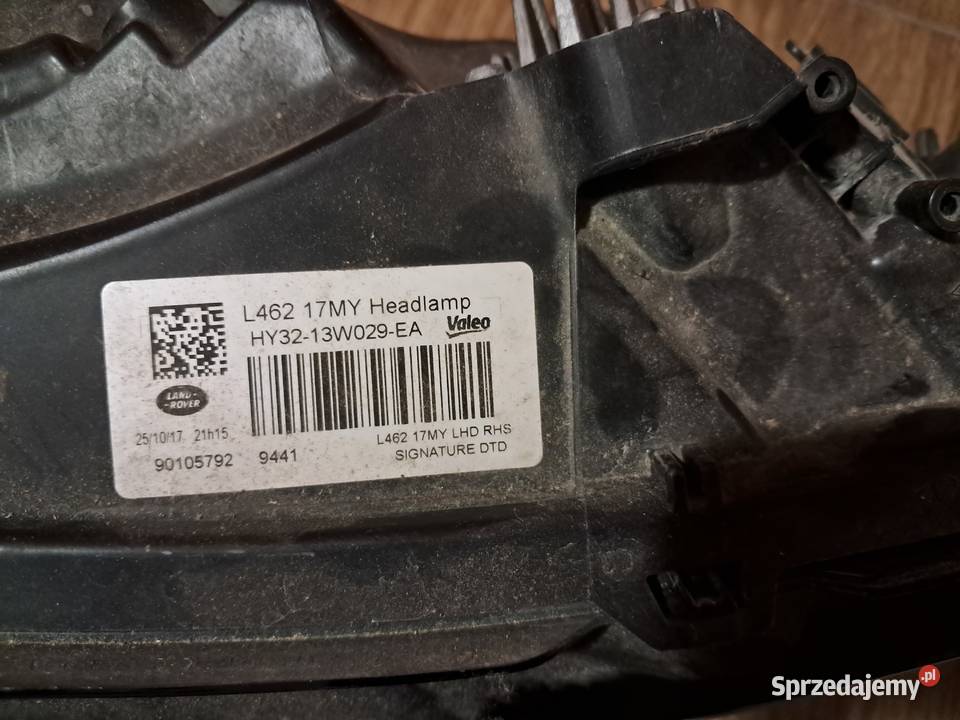 L462 17MY Headlamp
HY32-13W029-EA Valeo
LAND-
-ROVER
25/10/17 21h15
L462 17MY LHD RHS
90105792 9441
SIGNATURE DTD
Sprzedajemy.pl